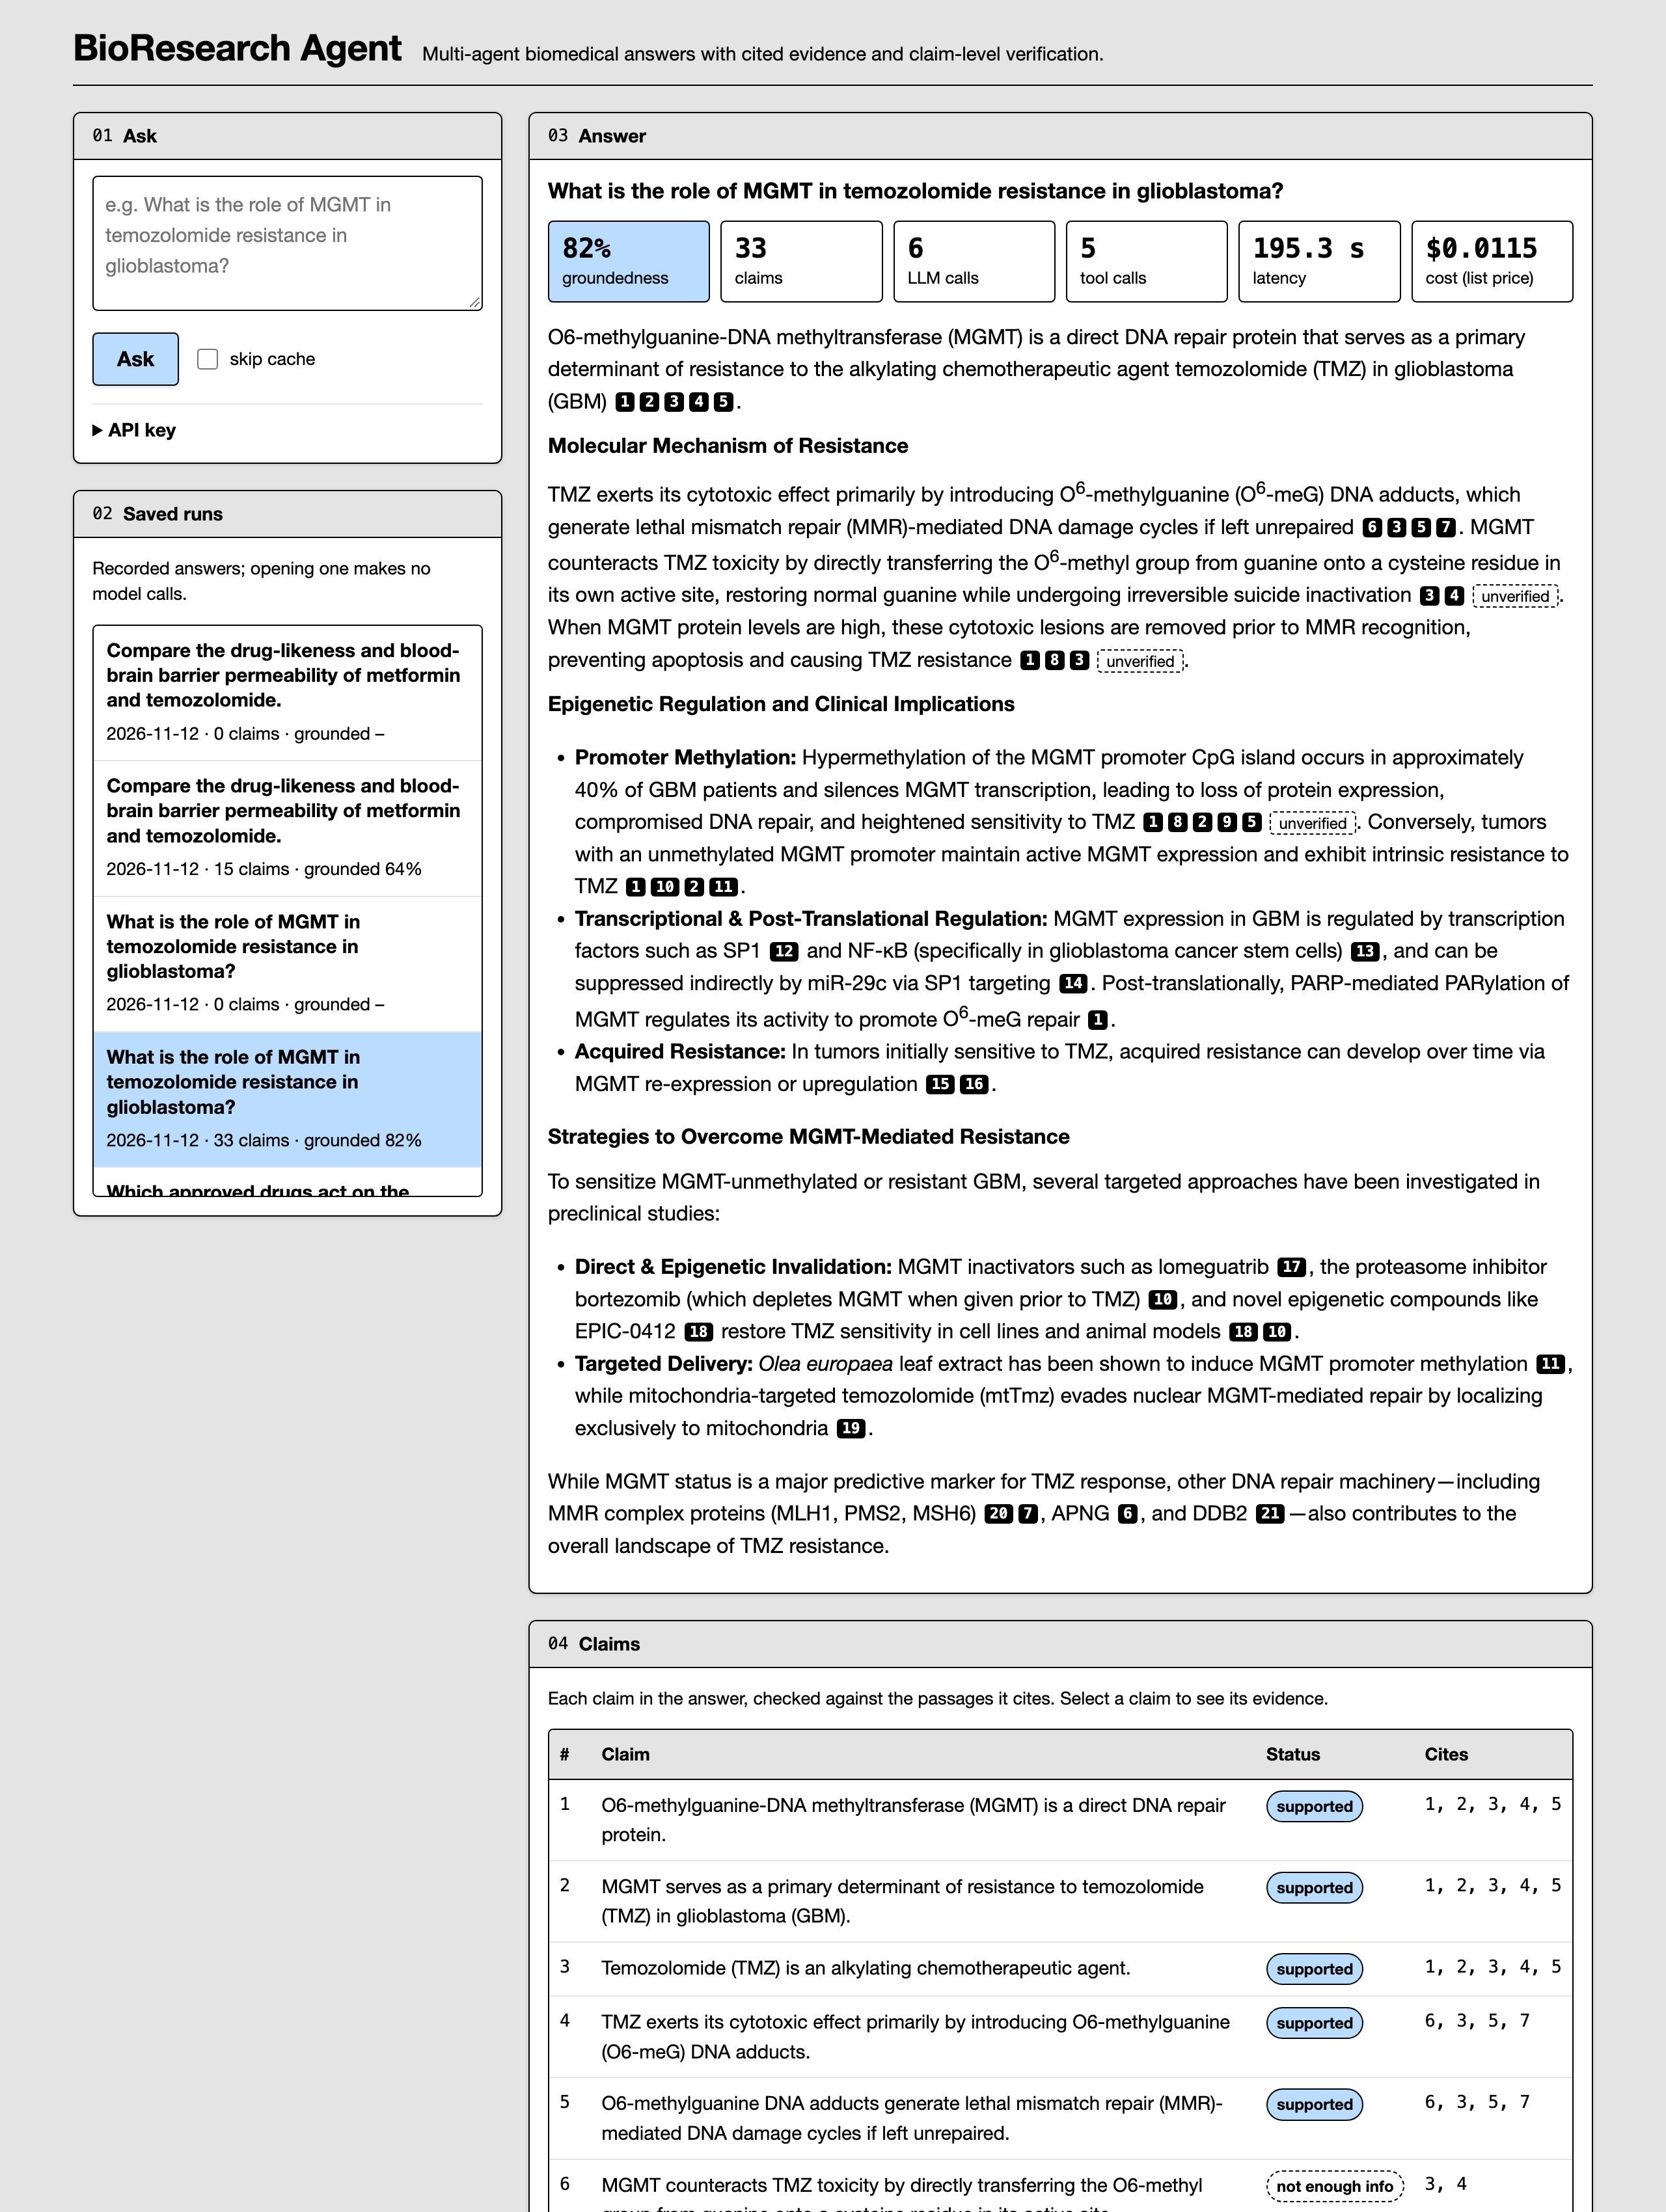 BioResearch Agent Multi-agent biomedical answers with cited evidence and claim-level verification.
01 Ask
e.g. What is the role of MGMT in
temozolomide resistance in
glioblastoma?
Ask skip cache
API key
02 Saved runs
Recorded answers; opening one makes no
model calls.
Compare the drug-likeness and blood-
brain barrier permeability of metformin
and temozolomide.
2026-11-12 · 0 claims · grounded –
Compare the drug-likeness and blood-
brain barrier permeability of metformin
and temozolomide.
2026-11-12 · 15 claims · grounded 64%
What is the role of MGMT in
temozolomide resistance in
glioblastoma?
2026-11-12 · 0 claims · grounded –
What is the role of MGMT in
temozolomide resistance in
glioblastoma?
2026-11-12 · 33 claims · grounded 82%
Which approved drugs act on the
03 Answer
What is the role of MGMT in temozolomide resistance in glioblastoma?
82% 33 6 5 195.3 s $0.0115
groundedness claims LLM calls tool calls latency cost (list price)
O6-methylguanine-DNA methyltransferase (MGMT) is a direct DNA repair protein that serves as a primary
determinant of resistance to the alkylating chemotherapeutic agent temozolomide (TMZ) in glioblastoma
(GBM) 1 2 3 4 5 .
Molecular Mechanism of Resistance
TMZ exerts its cytotoxic effect primarily by introducing O⁶-methylguanine (O⁶-meG) DNA adducts, which
generate lethal mismatch repair (MMR)-mediated DNA damage cycles if left unrepaired 6 3 5 7 . MGMT
counteracts TMZ toxicity by directly transferring the O⁶-methyl group from guanine onto a cysteine residue in
its own active site, restoring normal guanine while undergoing irreversible suicide inactivation 3 4 unverified .
When MGMT protein levels are high, these cytotoxic lesions are removed prior to MMR recognition,
preventing apoptosis and causing TMZ resistance 1 8 3 unverified .
Epigenetic Regulation and Clinical Implications
• Promoter Methylation: Hypermethylation of the MGMT promoter CpG island occurs in approximately
40% of GBM patients and silences MGMT transcription, leading to loss of protein expression,
compromised DNA repair, and heightened sensitivity to TMZ 1 8 2 9 5 unverified . Conversely, tumors
with an unmethylated MGMT promoter maintain active MGMT expression and exhibit intrinsic resistance to
TMZ 1 10 2 11 .
• Transcriptional & Post-Translational Regulation: MGMT expression in GBM is regulated by transcription
factors such as SP1 12 and NF-κB (specifically in glioblastoma cancer stem cells) 13 , and can be
suppressed indirectly by miR-29c via SP1 targeting 14 . Post-translationally, PARP-mediated PARylation of
MGMT regulates its activity to promote O⁶-meG repair 1 .
• Acquired Resistance: In tumors initially sensitive to TMZ, acquired resistance can develop over time via
MGMT re-expression or upregulation 15 16 .
Strategies to Overcome MGMT-Mediated Resistance
To sensitize MGMT-unmethylated or resistant GBM, several targeted approaches have been investigated in
preclinical studies:
• Direct & Epigenetic Invalidation: MGMT inactivators such as lomeguatrib 17 , the proteasome inhibitor
bortezomib (which depletes MGMT when given prior to TMZ) 10 , and novel epigenetic compounds like
EPIC-0412 18 restore TMZ sensitivity in cell lines and animal models 18 10 .
• Targeted Delivery: Olea europaea leaf extract has been shown to induce MGMT promoter methylation 11 ,
while mitochondria-targeted temozolomide (mtTmz) evades nuclear MGMT-mediated repair by localizing
exclusively to mitochondria 19 .
While MGMT status is a major predictive marker for TMZ response, other DNA repair machinery—including
MMR complex proteins (MLH1, PMS2, MSH6) 20 7 , APNG 6 , and DDB2 21 —also contributes to the
overall landscape of TMZ resistance.
04 Claims
Each claim in the answer, checked against the passages it cites. Select a claim to see its evidence.
# Claim Status Cites
1 O6-methylguanine-DNA methyltransferase (MGMT) is a direct DNA repair supported 1, 2, 3, 4, 5
protein.
2 MGMT serves as a primary determinant of resistance to temozolomide supported 1, 2, 3, 4, 5
(TMZ) in glioblastoma (GBM).
3 Temozolomide (TMZ) is an alkylating chemotherapeutic agent. supported 1, 2, 3, 4, 5
4 TMZ exerts its cytotoxic effect primarily by introducing O6-methylguanine supported 6, 3, 5, 7
(O6-meG) DNA adducts.
5 O6-methylguanine DNA adducts generate lethal mismatch repair (MMR)- supported 6, 3, 5, 7
mediated DNA damage cycles if left unrepaired.
6 MGMT counteracts TMZ toxicity by directly transferring the O6-methyl not enough info 3, 4